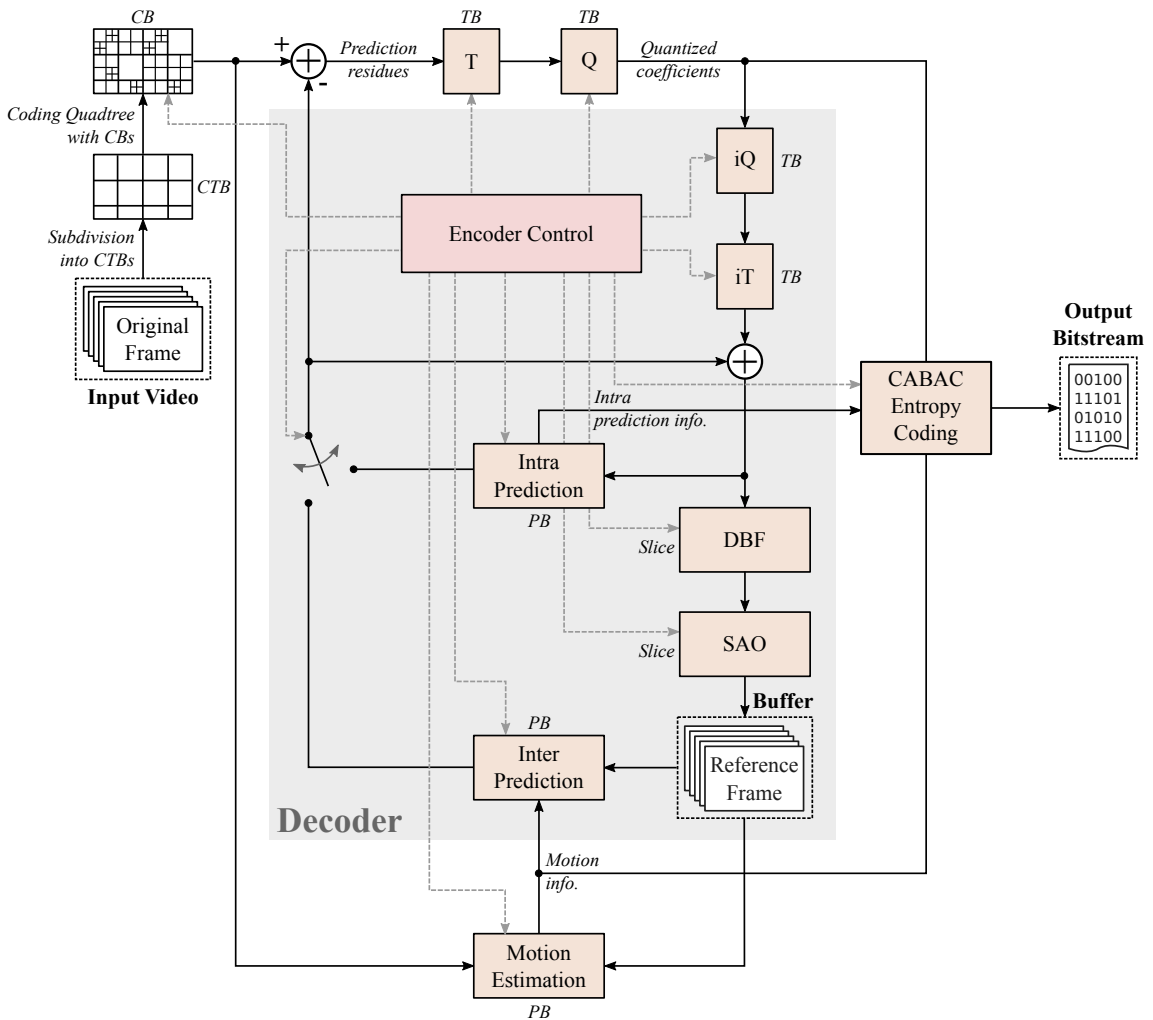 CB
TB
TB
+
Prediction
residues
T
Q
Quantized
coefficients
-
Coding Quadtree
with CBs
iQ
TB
CTB
Encoder Control
Subdivision
into CTBs
iT
TB
Original
Frame
Input Video
Output
Bitstream
00100
11101
01010
11100
CABAC
Entropy
Coding
Intra
prediction info.
Intra
Prediction
PB
DBF
Slice
SAO
Slice
Buffer
PB
Inter
Prediction
Reference
Frame
Decoder
Motion
info.
Motion
Estimation
PB